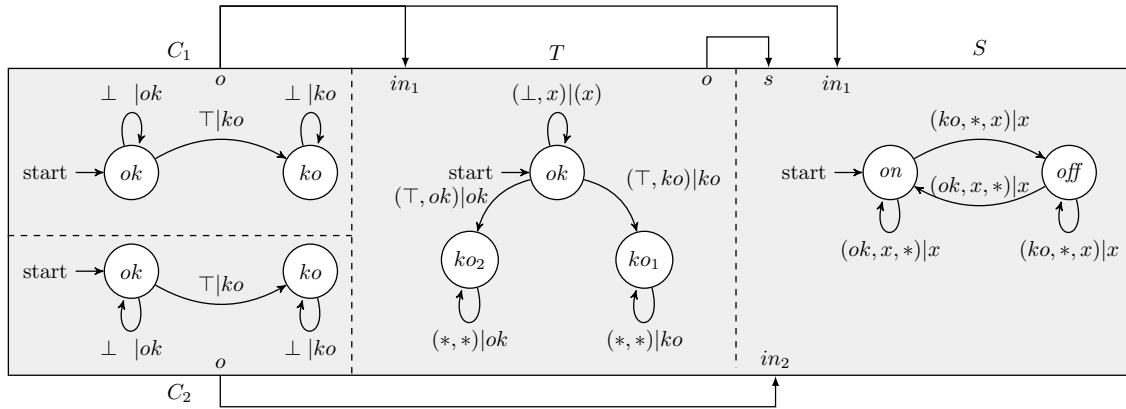 C1 T S
o in1 o s in1
⊥ |ok ⊥ |ko (⊥, x)|(x)
⊤|ko (ko, ∗, x)|x
start ok ko start ok start on off
(⊤, ok)|ok (⊤, ko)|ko (ok, x, ∗)|x
(ok, x, ∗)|x (ko, ∗, x)|x
start ok ko ko2 ko1
⊤|ko
⊥ |ok ⊥ |ko (∗, ∗)|ok (∗, ∗)|ko
o in2
C2